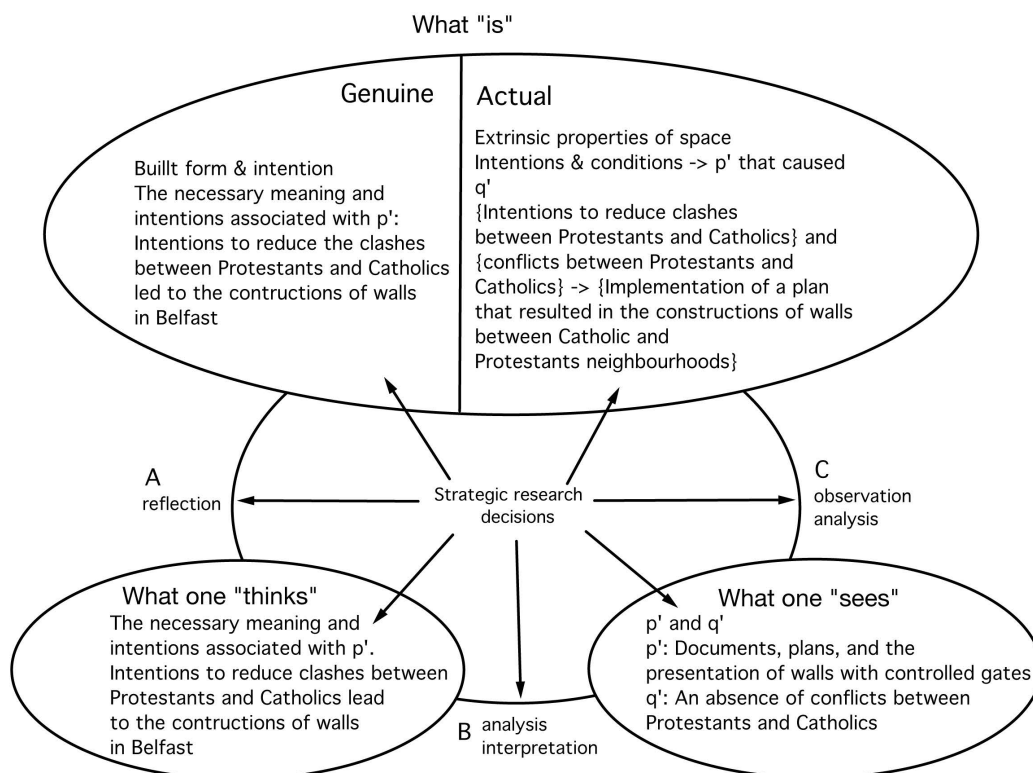 What "is"
Genuine
Buillt form & intention
The necessary meaning and
intentions associated with p':
Intentions to reduce the clashes
between Protestants and Catholics
led to the contructions of walls
in Belfast
Actual
Extrinsic properties of space
Intentions & conditions -> p' that caused
q'
{Intentions to reduce clashes
between Protestants and Catholics} and
{conflicts between Protestants and
Catholics} -> {Implementation of a plan
that resulted in the constructions of walls
between Catholic and
Protestants neighbourhoods}
A
reflection
Strategic research
decisions
C
observation
analysis
What one "thinks"
The necessary meaning and
intentions associated with p'.
Intentions to reduce clashes between
Protestants and Catholics lead
to the contructions of walls
in Belfast
B
analysis
interpretation
What one "sees"
p' and q'
p': Documents, plans, and the
presentation of walls with controlled gates
q': An absence of conflicts between
Protestants and Catholics